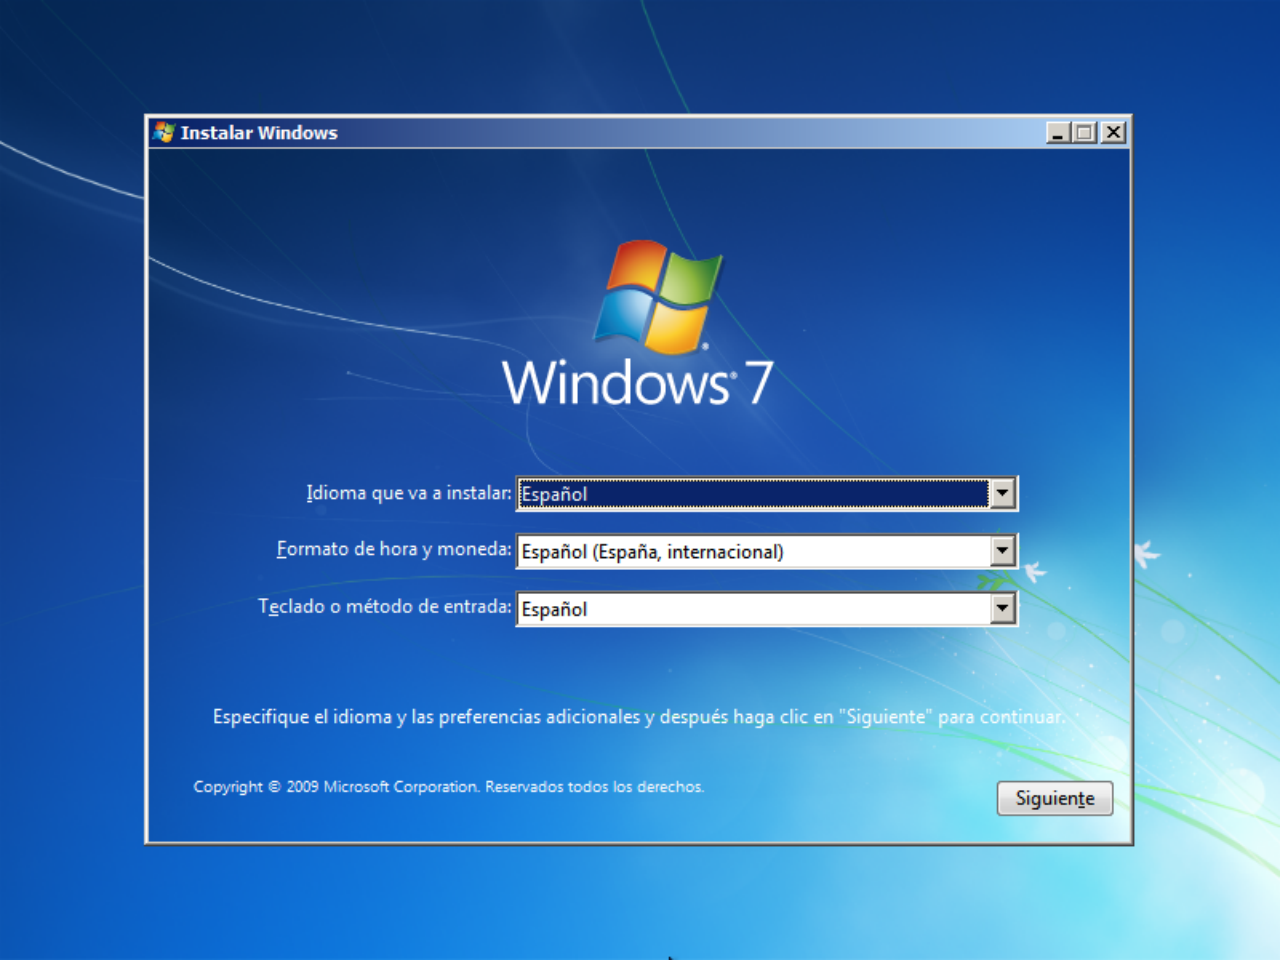 Instalar Windows
Windows® 7
Idioma que va a instalar: Español
Formato de hora y moneda: Español (España, internacional)
Teclado o método de entrada: Español
Especifique el idioma y las preferencias adicionales y después haga clic en "Siguiente" para continuar.
Copyright © 2009 Microsoft Corporation. Reservados todos los derechos.
Siguiente